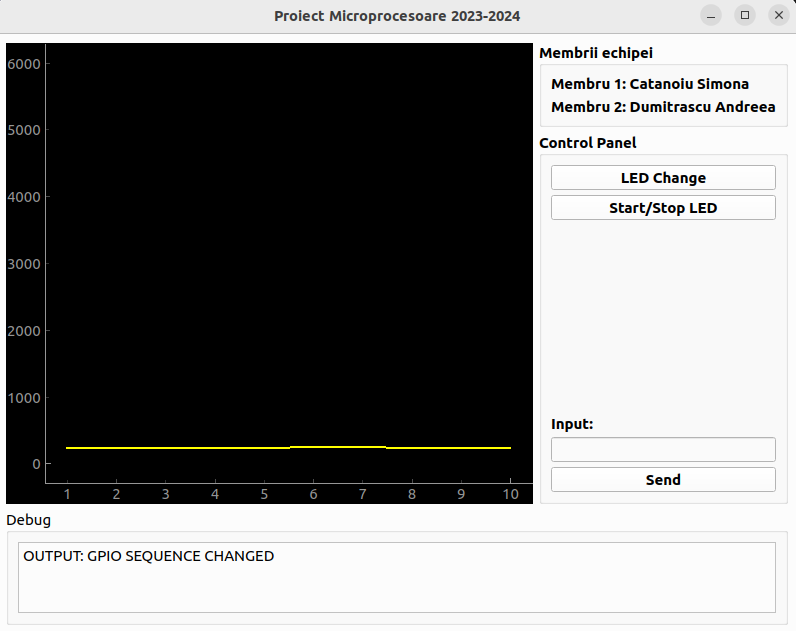 Proiect Microprocesoare 2023-2024
6000
5000
4000
3000
2000
1000
0
1 2 3 4 5 6 7 8 9 10
Membrii echipei
Membru 1: Catanoiu Simona
Membru 2: Dumitrascu Andreea
Control Panel
LED Change
Start/Stop LED
Input:
Send
Debug
OUTPUT: GPIO SEQUENCE CHANGED